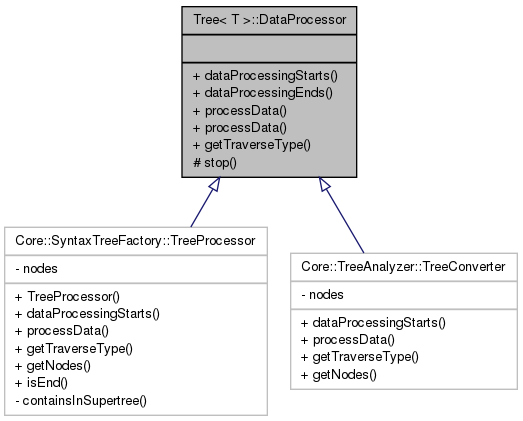 Tree< T >::DataProcessor
+ dataProcessingStarts()
+ dataProcessingEnds()
+ processData()
+ processData()
+ getTraverseType()
# stop()
Core::SyntaxTreeFactory::TreeProcessor
- nodes
+ TreeProcessor()
+ dataProcessingStarts()
+ processData()
+ getTraverseType()
+ getNodes()
+ isEnd()
- containsInSupertree()
Core::TreeAnalyzer::TreeConverter
- nodes
+ dataProcessingStarts()
+ processData()
+ getTraverseType()
+ getNodes()